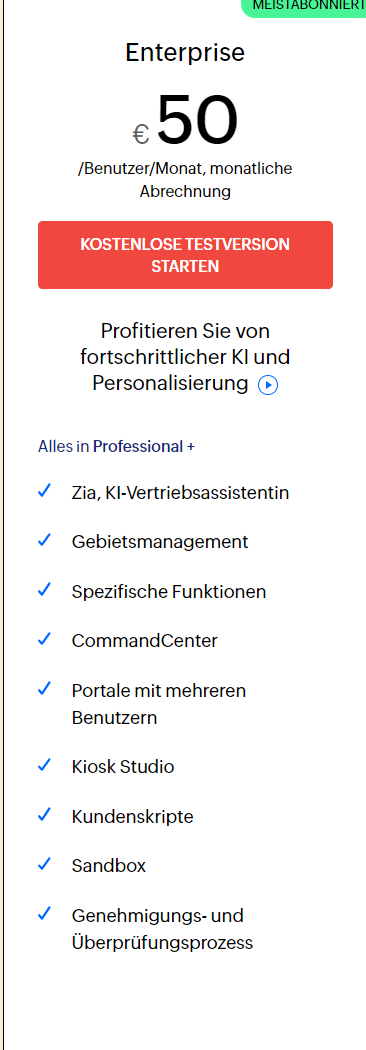 MEISTABONNIERT
Enterprise
€ 50
/Benutzer/Monat, monatliche
Abrechnung
KOSTENLOSE TESTVERSION
STARTEN
Profitieren Sie von
fortschrittlicher KI und
Personalisierung
Alles in Professional +
Zia, KI-Vertriebsassistentin
Gebietsmanagement
Spezifische Funktionen
CommandCenter
Portale mit mehreren
Benutzern
Kiosk Studio
Kundenskripte
Sandbox
Genehmigungs- und
Überprüfungsprozess